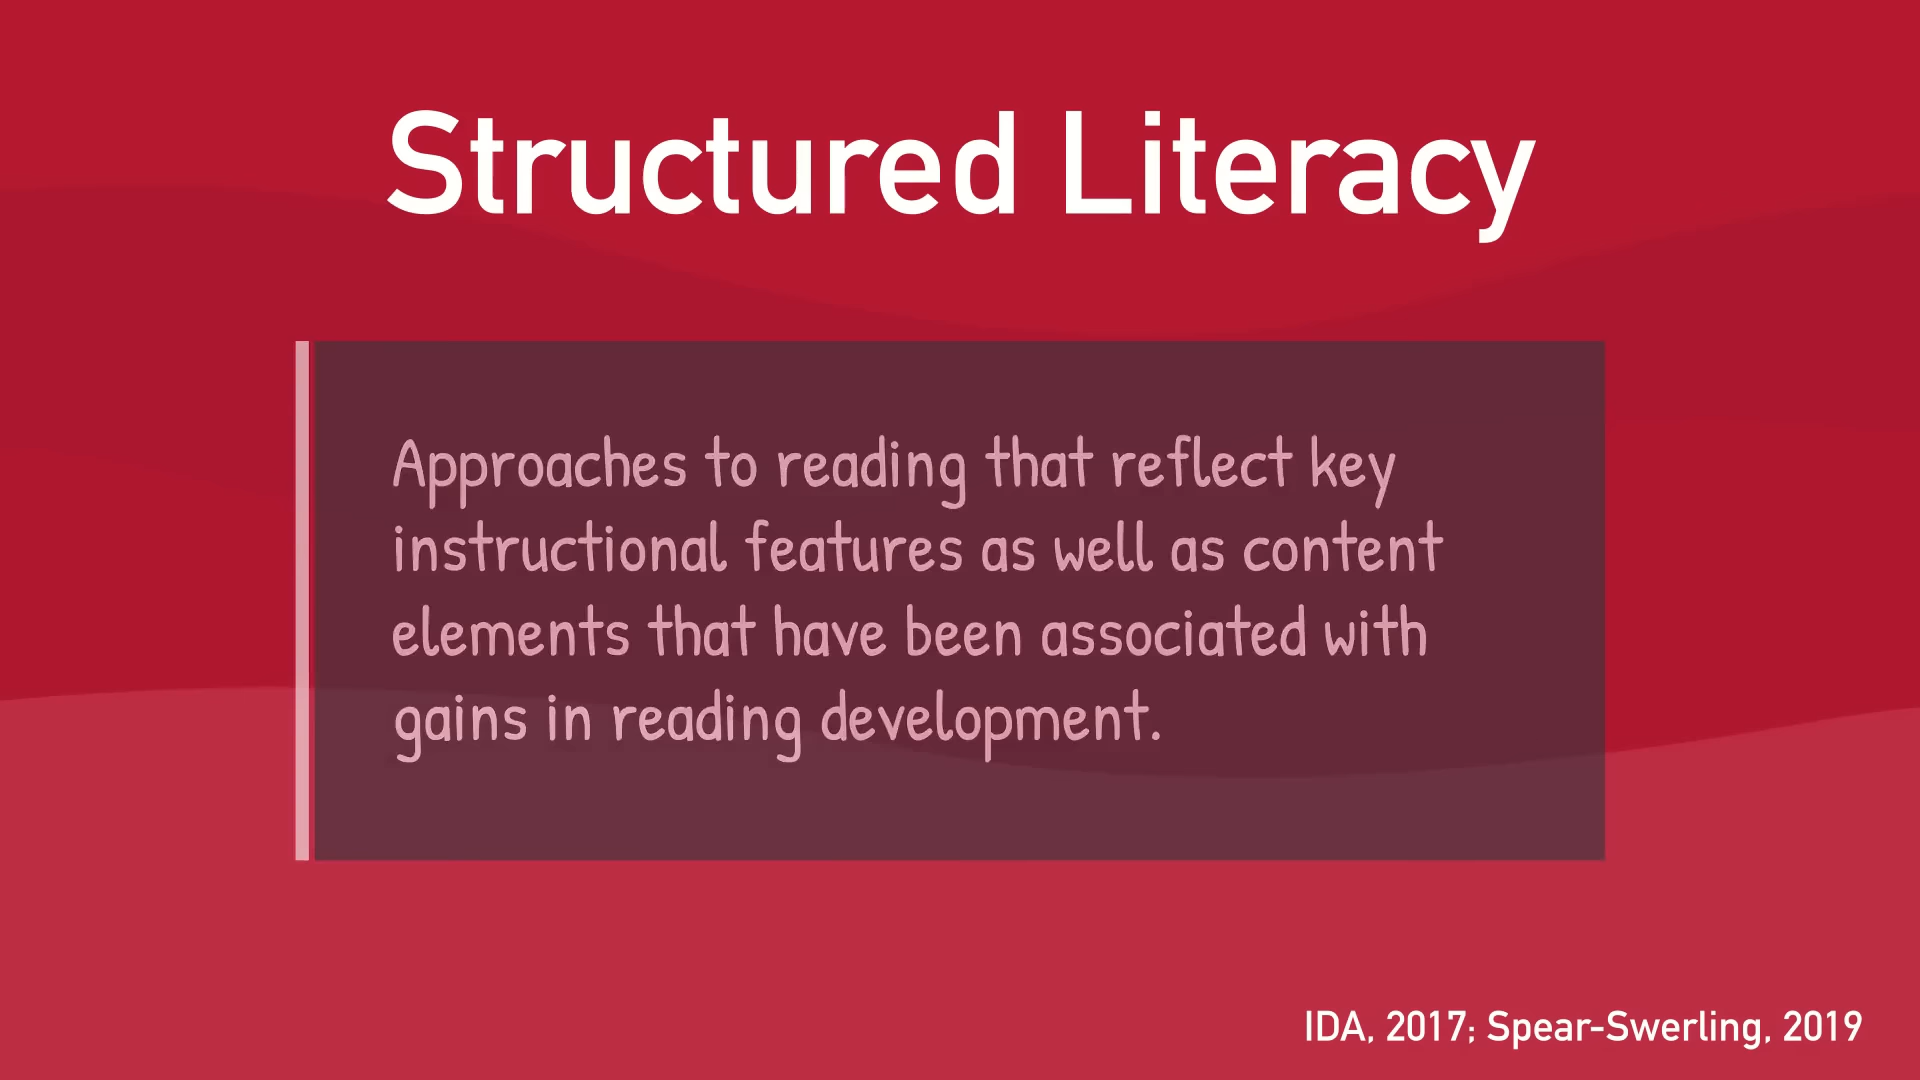 Structured Literacy
Approaches to reading that reflect key
instructional features as well as content
elements that have been associated with
gains in reading development.
IDA, 2017; Spear-Swerling, 2019